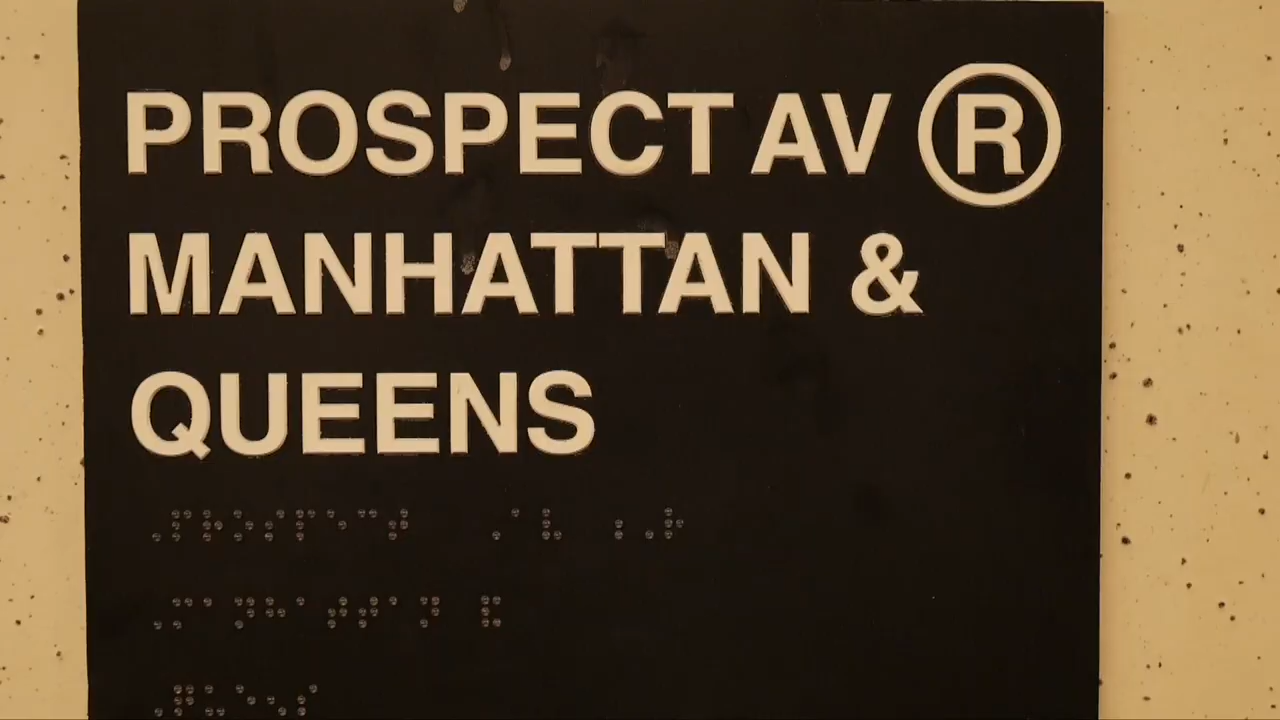 PROSPECT AV Ⓡ
MANHATTAN &
QUEENS